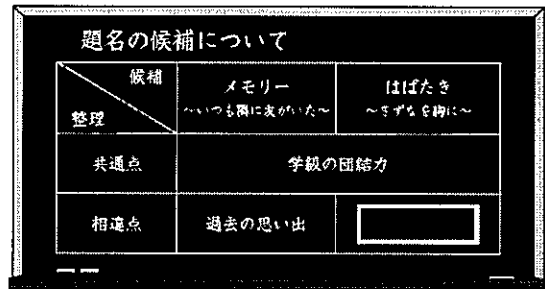 題名の候補について
候補
整理
メモリー
~いつも隣に友がいた~
はばたき
~きずなを胸に~
共通点
学級の団結力
相違点
過去の思い出